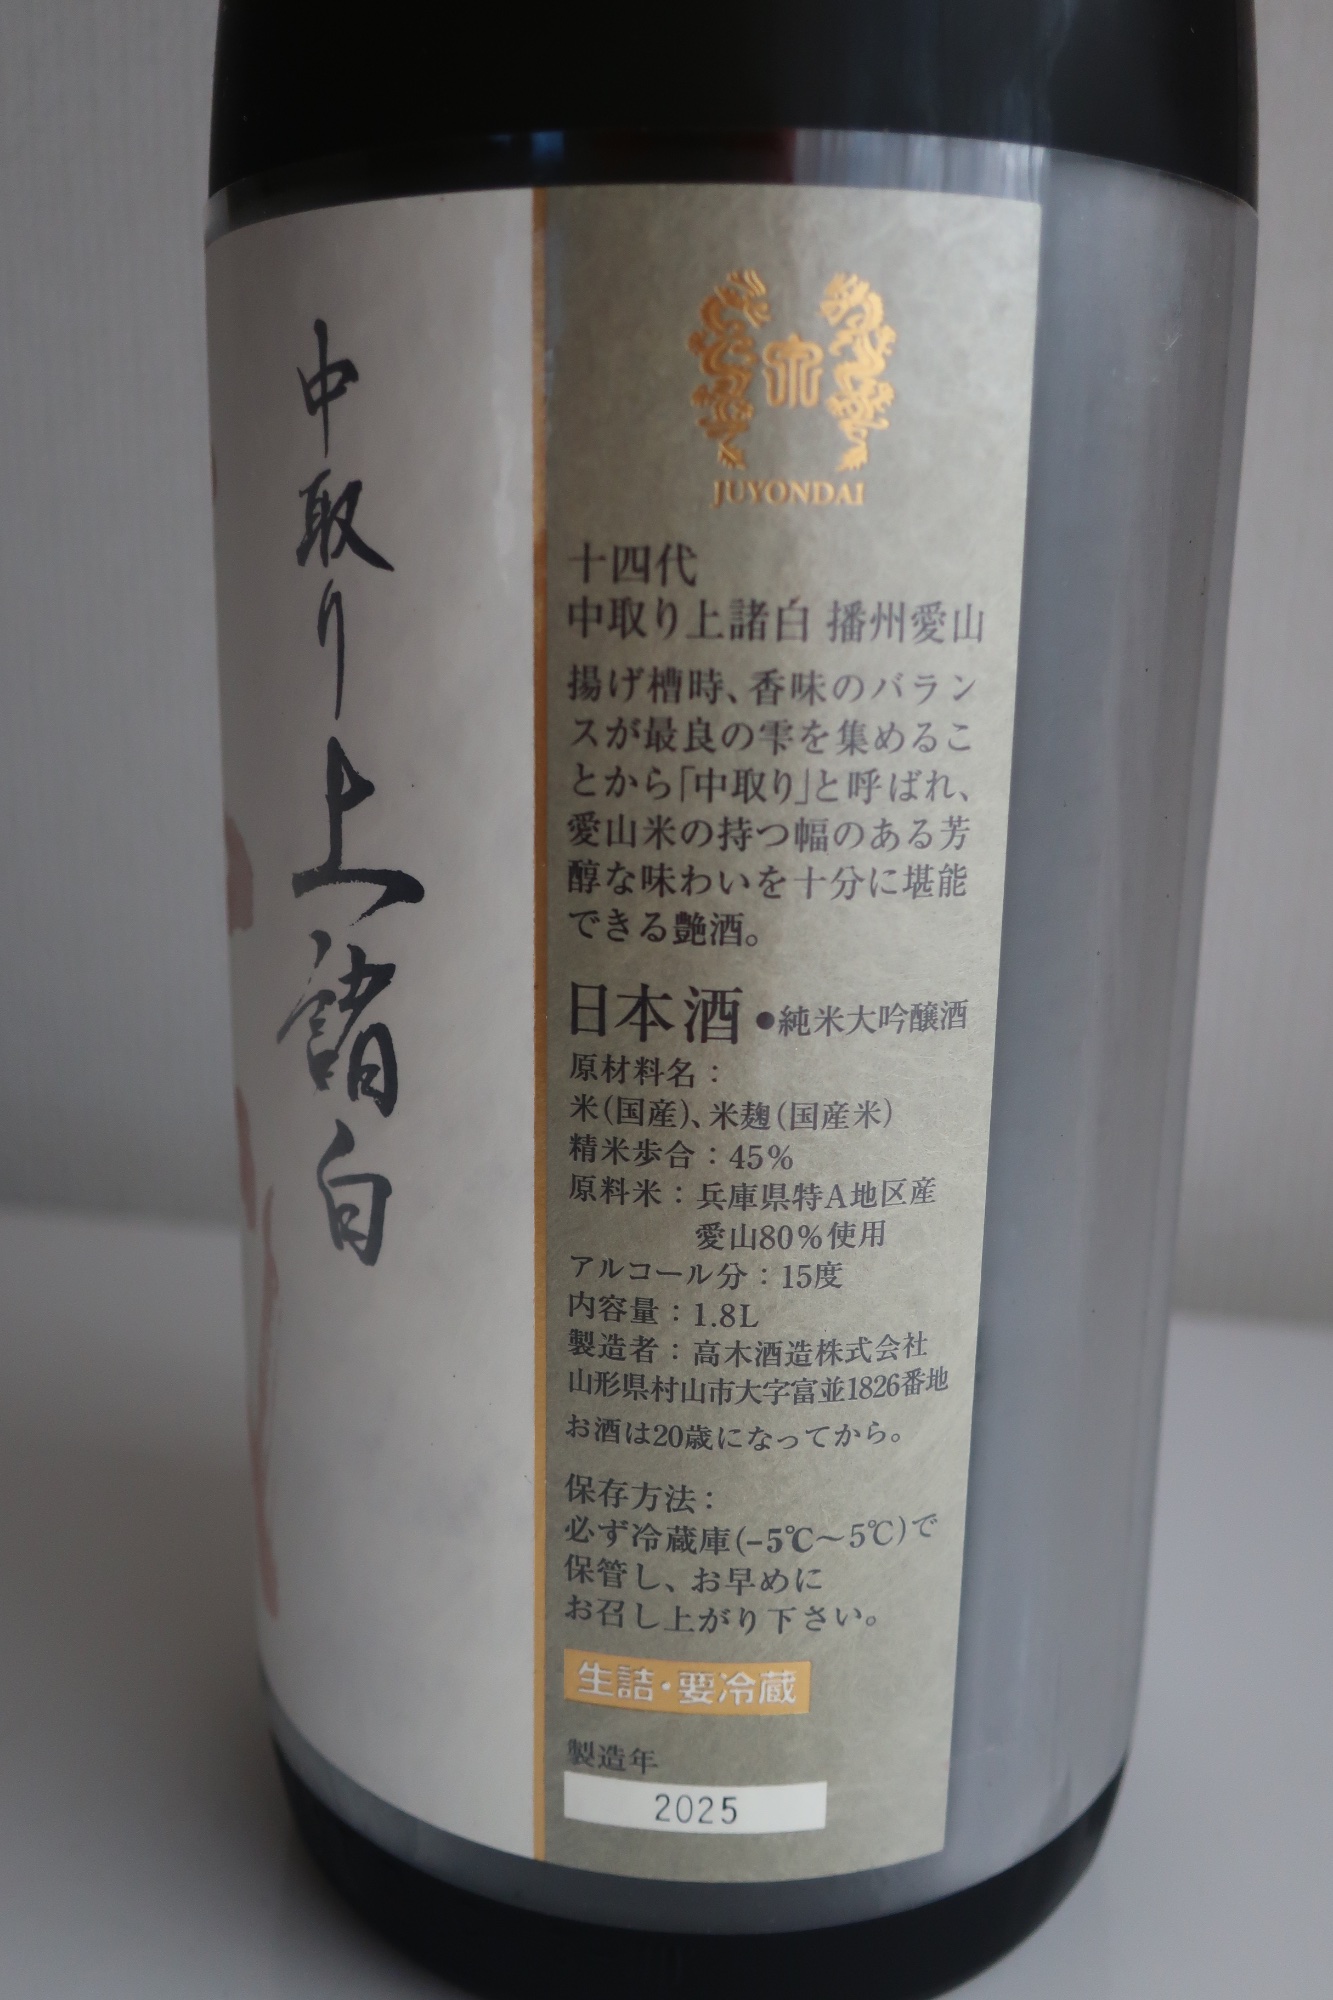 中取り上諸白
JUYONDAI
十四代
中取り上諸白 播州愛山
揚げ槽時、香味のバラン
スが最良の雫を集めるこ
とから「中取り」と呼ばれ、
愛山米の持つ幅のある芳
醇な味わいを十分に堪能
できる艶酒。
日本酒 ●純米大吟醸酒
原材料名：
米(国産)、米麹(国産米)
精米歩合：45%
原料米：兵庫県特A地区産
愛山80%使用
アルコール分：15度
内容量：1.8L
製造者：高木酒造株式会社
山形県村山市大字富並1826番地
お酒は20歳になってから。
保存方法：
必ず冷蔵庫(-5℃～5℃)で
保管し、お早めに
お召し上がり下さい。
生詰・要冷蔵
製造年
2025